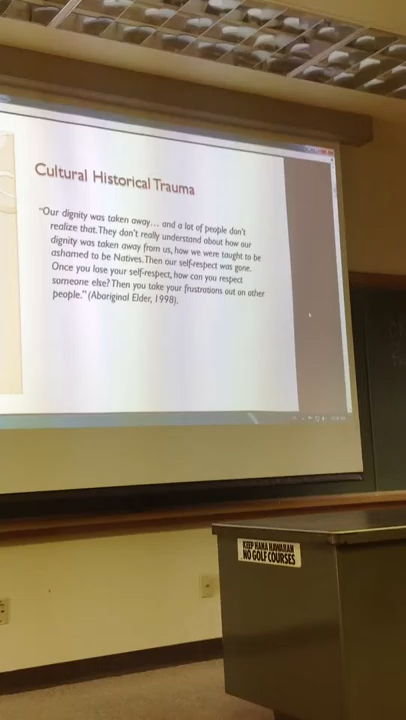 Cultural Historical Trauma
“Our dignity was taken away… and a lot of people don’t
realize that. They don’t really understand about how our
dignity was taken away from us, how we were taught to be
ashamed to be Natives. Then our self-respect was gone.
Once you lose your self-respect, how can you respect
someone else? Then you take your frustrations out on other
people.” (Aboriginal Elder, 1998).
KEEP HANA HAWAIIAN
NO GOLF COURSES